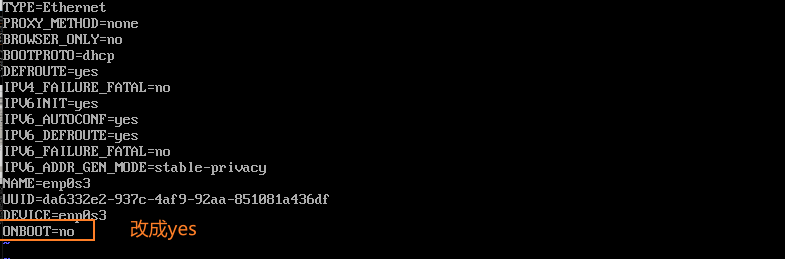 TYPE=Ethernet
PROXY_METHOD=none
BROWSER_ONLY=no
BOOTPROTO=dhcp
DEFROUTE=yes
IPV4_FAILURE_FATAL=no
IPV6INIT=yes
IPV6_AUTOCONF=yes
IPV6_DEFROUTE=yes
IPV6_FAILURE_FATAL=no
IPV6_ADDR_GEN_MODE=stable-privacy
NAME=enp0s3
UUID=da6332e2-937c-4af9-92aa-851081a436df
DEVICE=enp0s3
ONBOOT=no 改成yes
~